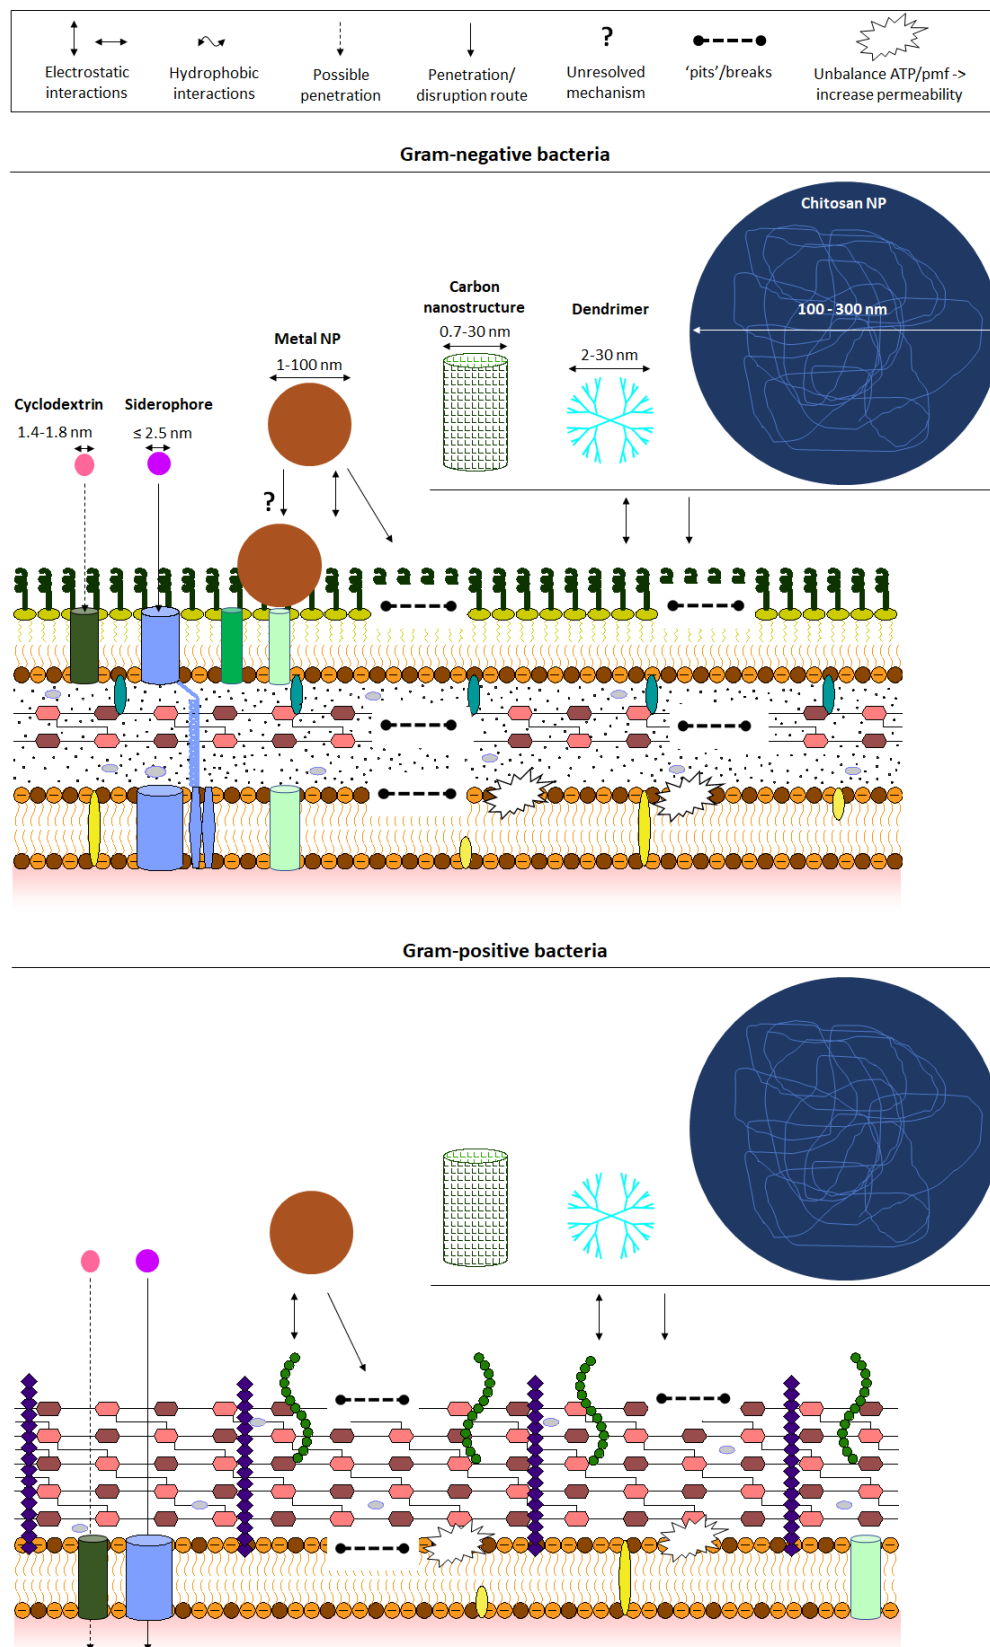 Electrostatic
interactions
Hydrophobic
interactions
Possible
penetration
Penetration/
disruption route
?
Unresolved
mechanism
'pits'/breaks
Unbalance ATP/pmf ->
increase permeability
Gram-negative bacteria
Chitosan NP
100 - 300 nm
Carbon
nanostructure
0.7-30 nm
Dendrimer
2-30 nm
Metal NP
1-100 nm
Cyclodextrin
1.4-1.8 nm
Siderophore
≤ 2.5 nm
?
Gram-positive bacteria